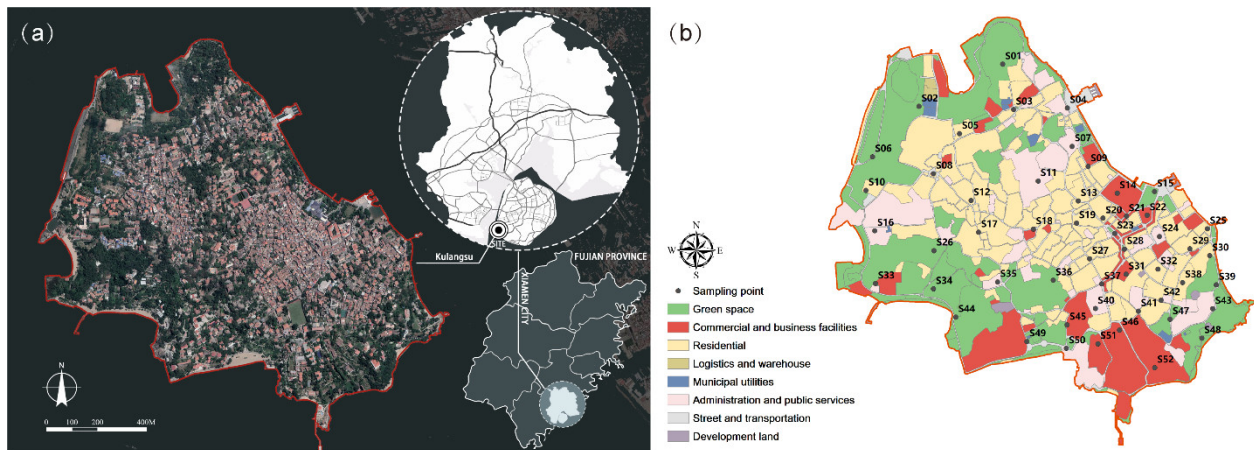 (a)
SITE
Kulangsu
FUJIAN PROVINCE
XIAMEN CITY
N
0 100 200 400M
(b)
N
W E
S
Sampling point
Green space
Commercial and business facilities
Residential
Logistics and warehouse
Municipal utilities
Administration and public services
Street and transportation
Development land
S01
S02
S03
S04
S05
S06
S07
S08
S09
S10
S11
S12
S13
S14
S15
S16
S17
S18
S19
S20
S21
S22
S23
S24
S25
S26
S27
S28
S29
S30
S31
S32
S33
S34
S35
S36
S37
S38
S39
S40
S41
S42
S43
S44
S45
S46
S47
S48
S49
S50
S51
S52